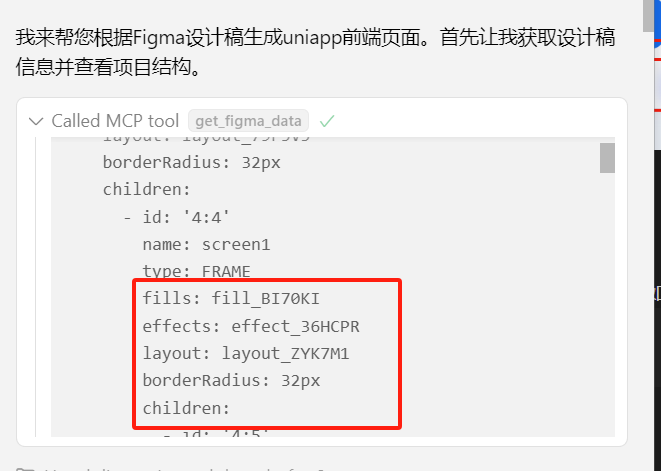 我来帮您根据Figma设计稿生成uniapp前端页面。首先让我获取设计稿
信息并查看项目结构。
Called MCP tool get_figma_data
borderRadius: 32px
children:
- id: '4:4'
name: screen1
type: FRAME
fills: fill_BI70KI
effects: effect_36HCPR
layout: layout_ZYK7M1
borderRadius: 32px
children:
- id: '4:5'